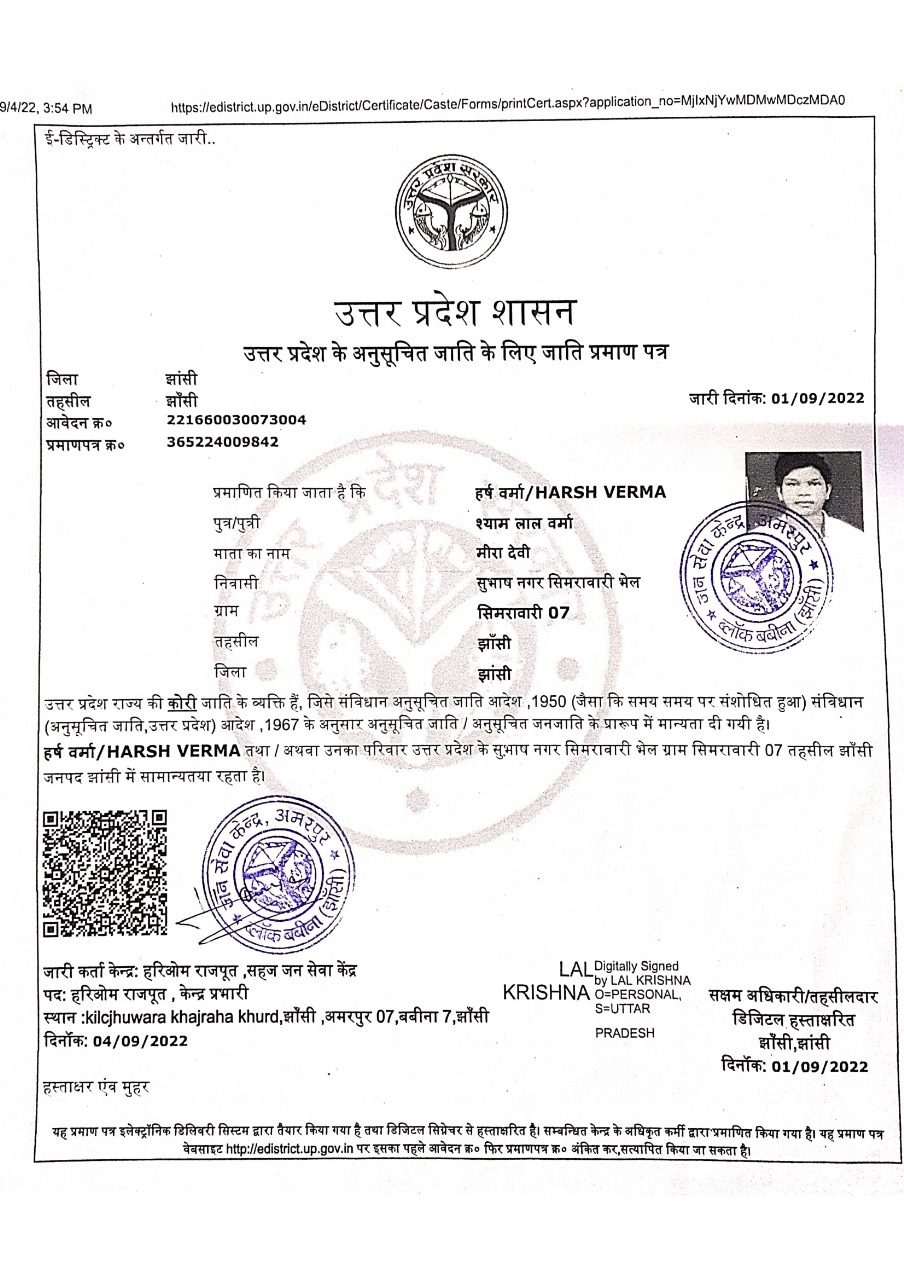 9/4/22, 3:54 PM https://edistrict.up.gov.in/eDistrict/Certificate/Caste/Forms/printCert.aspx?application_no=MjIxNjYwMDMwMDczMDA0
ई-डिस्ट्रिक्ट के अन्तर्गत जारी..
उत्तर प्रदेश सरकार
उत्तर प्रदेश शासन
उत्तर प्रदेश के अनुसूचित जाति के लिए जाति प्रमाण पत्र
जिला झांसी
तहसील झाँसी जारी दिनांक: 01/09/2022
आवेदन क्र० 221660030073004
प्रमाणपत्र क्र० 365224009842
प्रमाणित किया जाता है कि हर्ष वर्मा/HARSH VERMA
पुत्र/पुत्री श्याम लाल वर्मा
माता का नाम मीरा देवी
निवासी सुभाष नगर सिमरावारी भेल
ग्राम सिमरावारी 07
तहसील झाँसी
जिला झांसी
जन सेवा केन्द्र, अमरपुर
ब्लॉक बबीना (झाँसी)
उत्तर प्रदेश राज्य की कोरी जाति के व्यक्ति हैं, जिसे संविधान अनुसूचित जाति आदेश ,1950 (जैसा कि समय समय पर संशोधित हुआ) संविधान
(अनुसूचित जाति,उत्तर प्रदेश) आदेश ,1967 के अनुसार अनुसूचित जाति / अनुसूचित जनजाति के प्रारूप में मान्यता दी गयी है।
हर्ष वर्मा/HARSH VERMA तथा / अथवा उनका परिवार उत्तर प्रदेश के सुभाष नगर सिमरावारी भेल ग्राम सिमरावारी 07 तहसील झाँसी
जनपद झांसी में सामान्यतया रहता है।
जन सेवा केन्द्र, अमरपुर
ब्लॉक बबीना (झाँसी)
जारी कर्ता केन्द्र: हरिओम राजपूत ,सहज जन सेवा केंद्र
पद: हरिओम राजपूत , केन्द्र प्रभारी
स्थान :kilcjhuwara khajraha khurd,झाँसी ,अमरपुर 07,बबीना 7,झाँसी
दिनॉक: 04/09/2022
LAL KRISHNA
Digitally Signed
by LAL KRISHNA
O=PERSONAL,
S=UTTAR
PRADESH
सक्षम अधिकारी/तहसीलदार
डिजिटल हस्ताक्षरित
झाँसी,झांसी
दिनॉक: 01/09/2022
हस्ताक्षर एंव मुहर
यह प्रमाण पत्र इलेक्ट्रॉनिक डिलिवरी सिस्टम द्वारा तैयार किया गया है तथा डिजिटल सिग्नेचर से हस्ताक्षरित है। सम्बन्धित केन्द्र के अधिकृत कर्मी द्वारा प्रमाणित किया गया है। यह प्रमाण पत्र
वेबसाइट http://edistrict.up.gov.in पर इसका पहले आवेदन क्र० फिर प्रमाणपत्र क्र० अंकित कर,सत्यापित किया जा सकता है।